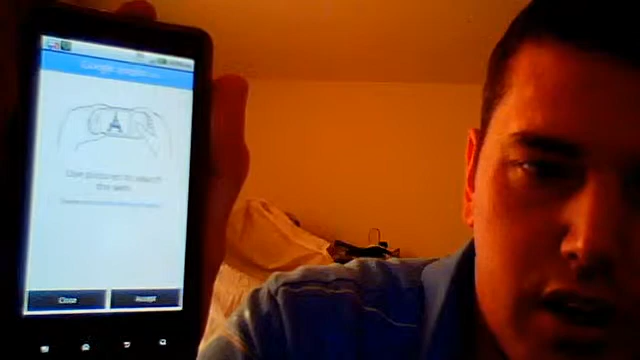 Google Goggles
Use pictures to search
the web.
Close Accept